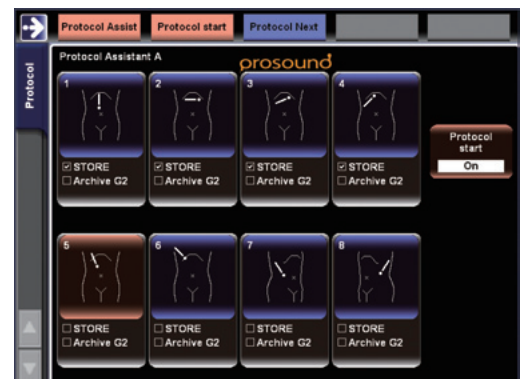 Protocol Assist Protocol start Protocol Next
Protocol
Protocol Assistant A
prosound
1 2 3 4
STORE STORE STORE STORE
Archive G2 Archive G2 Archive G2 Archive G2
Protocol
start
On
5 6 7 8
STORE STORE STORE STORE
Archive G2 Archive G2 Archive G2 Archive G2